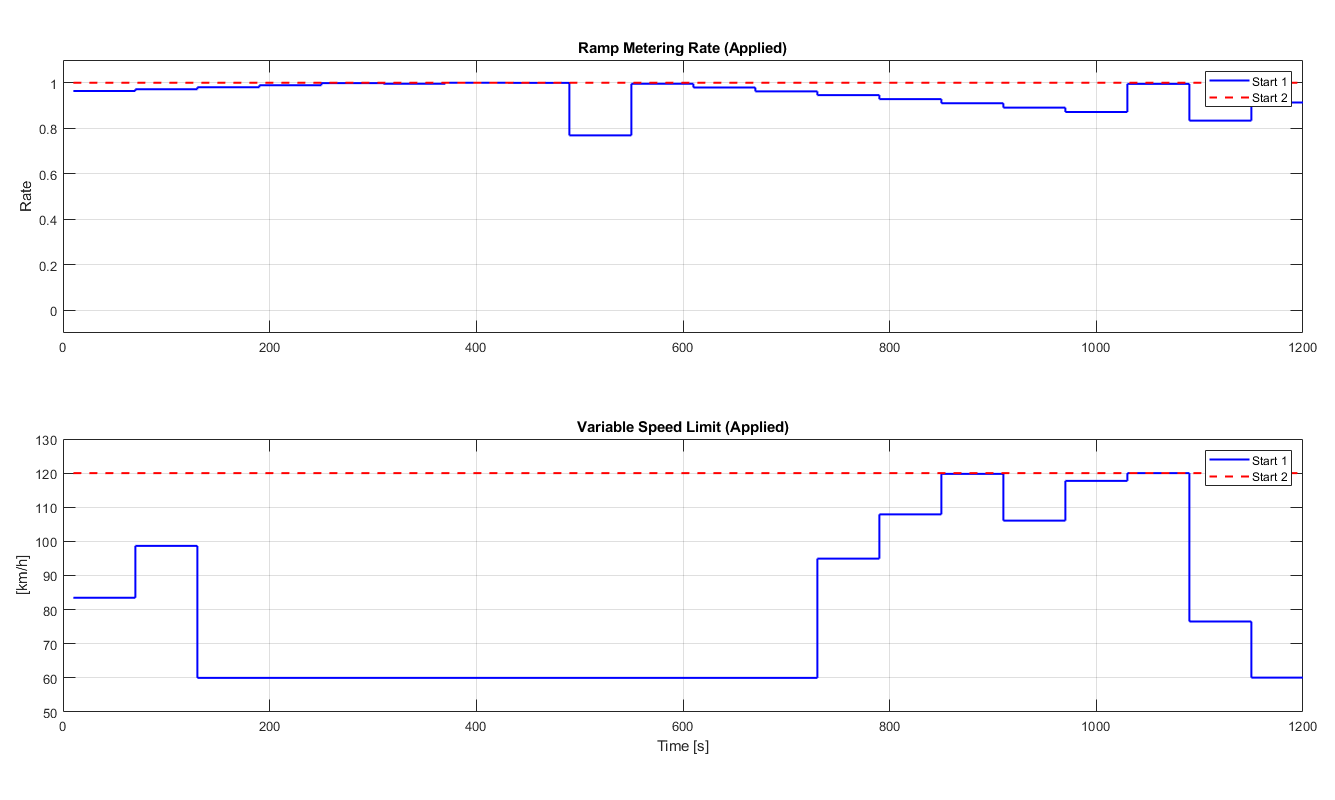 Ramp Metering Rate (Applied)
Start 1
Start 2
1
0.8
0.6
0.4
0.2
0
Rate
0 200 400 600 800 1000 1200
Variable Speed Limit (Applied)
Start 1
Start 2
130
120
110
100
90
80
70
60
50
[km/h]
0 200 400 600 800 1000 1200
Time [s]